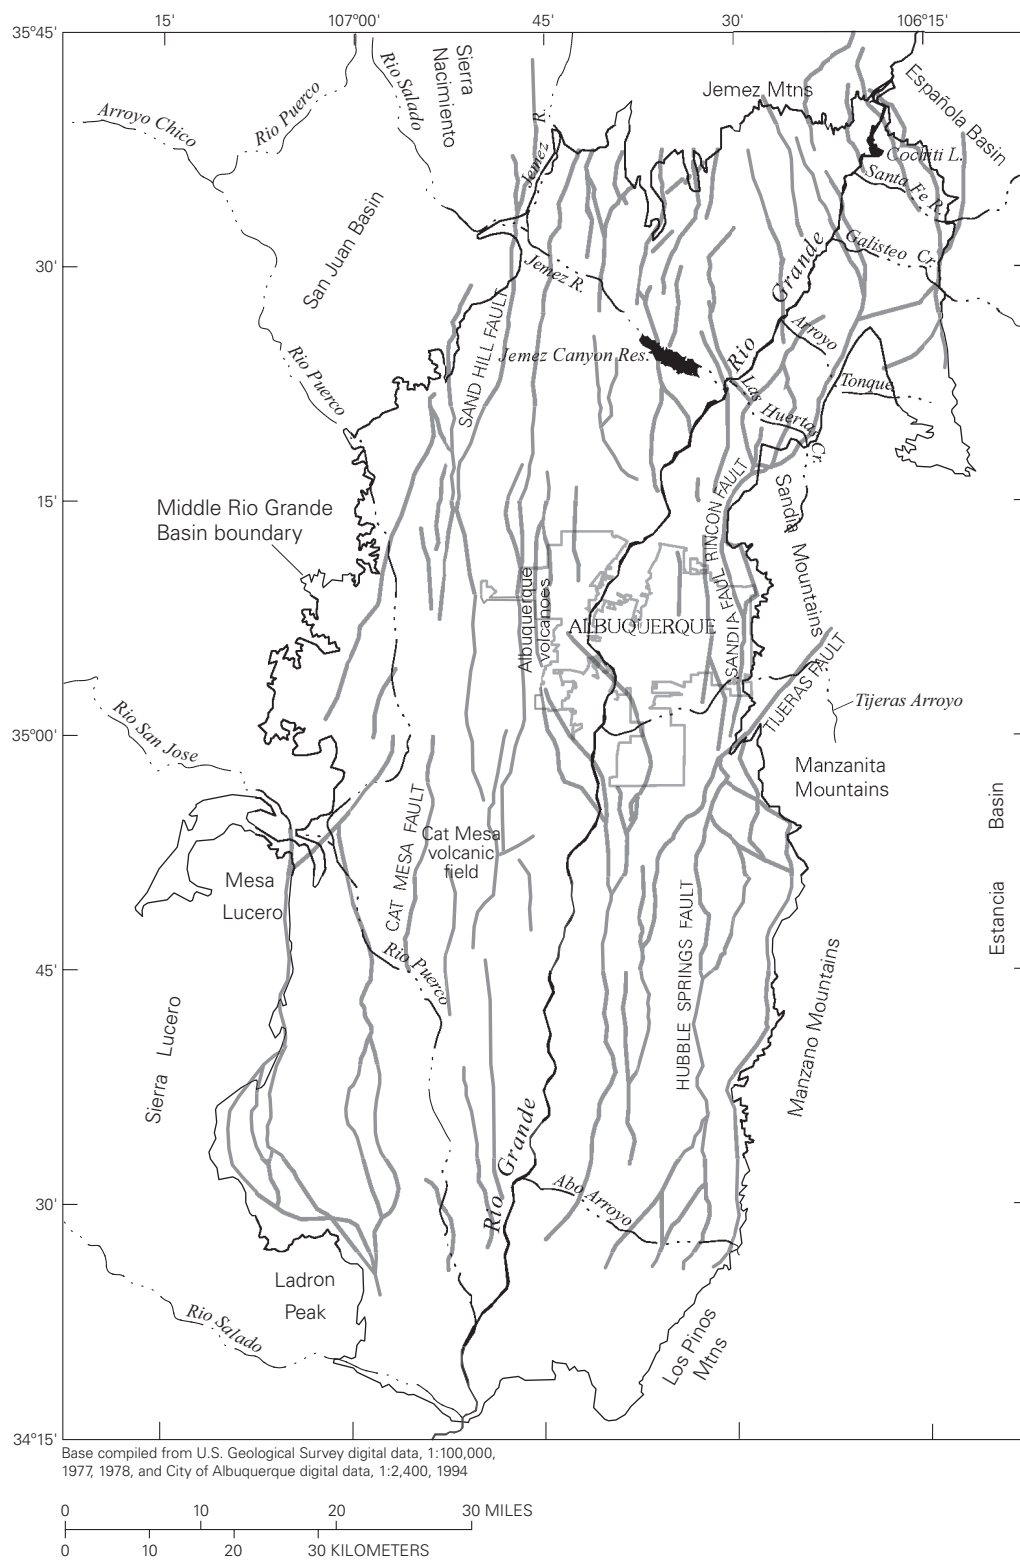 15'
107°00'
45'
30'
106°15'
35°45'
Sierra
Nacimiento
Rio Salado
Rio Puerco
Arroyo Chico
Jemez R.
Jemez Mtns
Española Basin
Cochiti L.
Santa Fe R.
San Juan Basin
Galisteo Cr.
30'
Jemez R.
Rio Grande
SAND HILL FAULT
Jemez Canyon Res.
Arroyo
Tonque
Rio Puerco
Las Huertas Cr.
15'
Middle Rio Grande
Basin boundary
RINCON FAULT
Sandia Mountains
Albuquerque
volcanoes
ALBUQUERQUE
SANDIA FAUL
TIJERAS FAULT
Tijeras Arroyo
Rio San Jose
35°00'
Manzanita
Mountains
Estancia Basin
CAT MESA FAULT
Cat Mesa
volcanic
field
Mesa
Lucero
HUBBLE SPRINGS FAULT
Rio Puerco
45'
Manzano Mountains
Sierra Lucero
Rio Grande
Abo Arroyo
30'
Ladron
Peak
Rio Salado
Los Pinos
Mtns
34°15'
Base compiled from U.S. Geological Survey digital data, 1:100,000,
1977, 1978, and City of Albuquerque digital data, 1:2,400, 1994
0 10 20 30 MILES
0 10 20 30 KILOMETERS